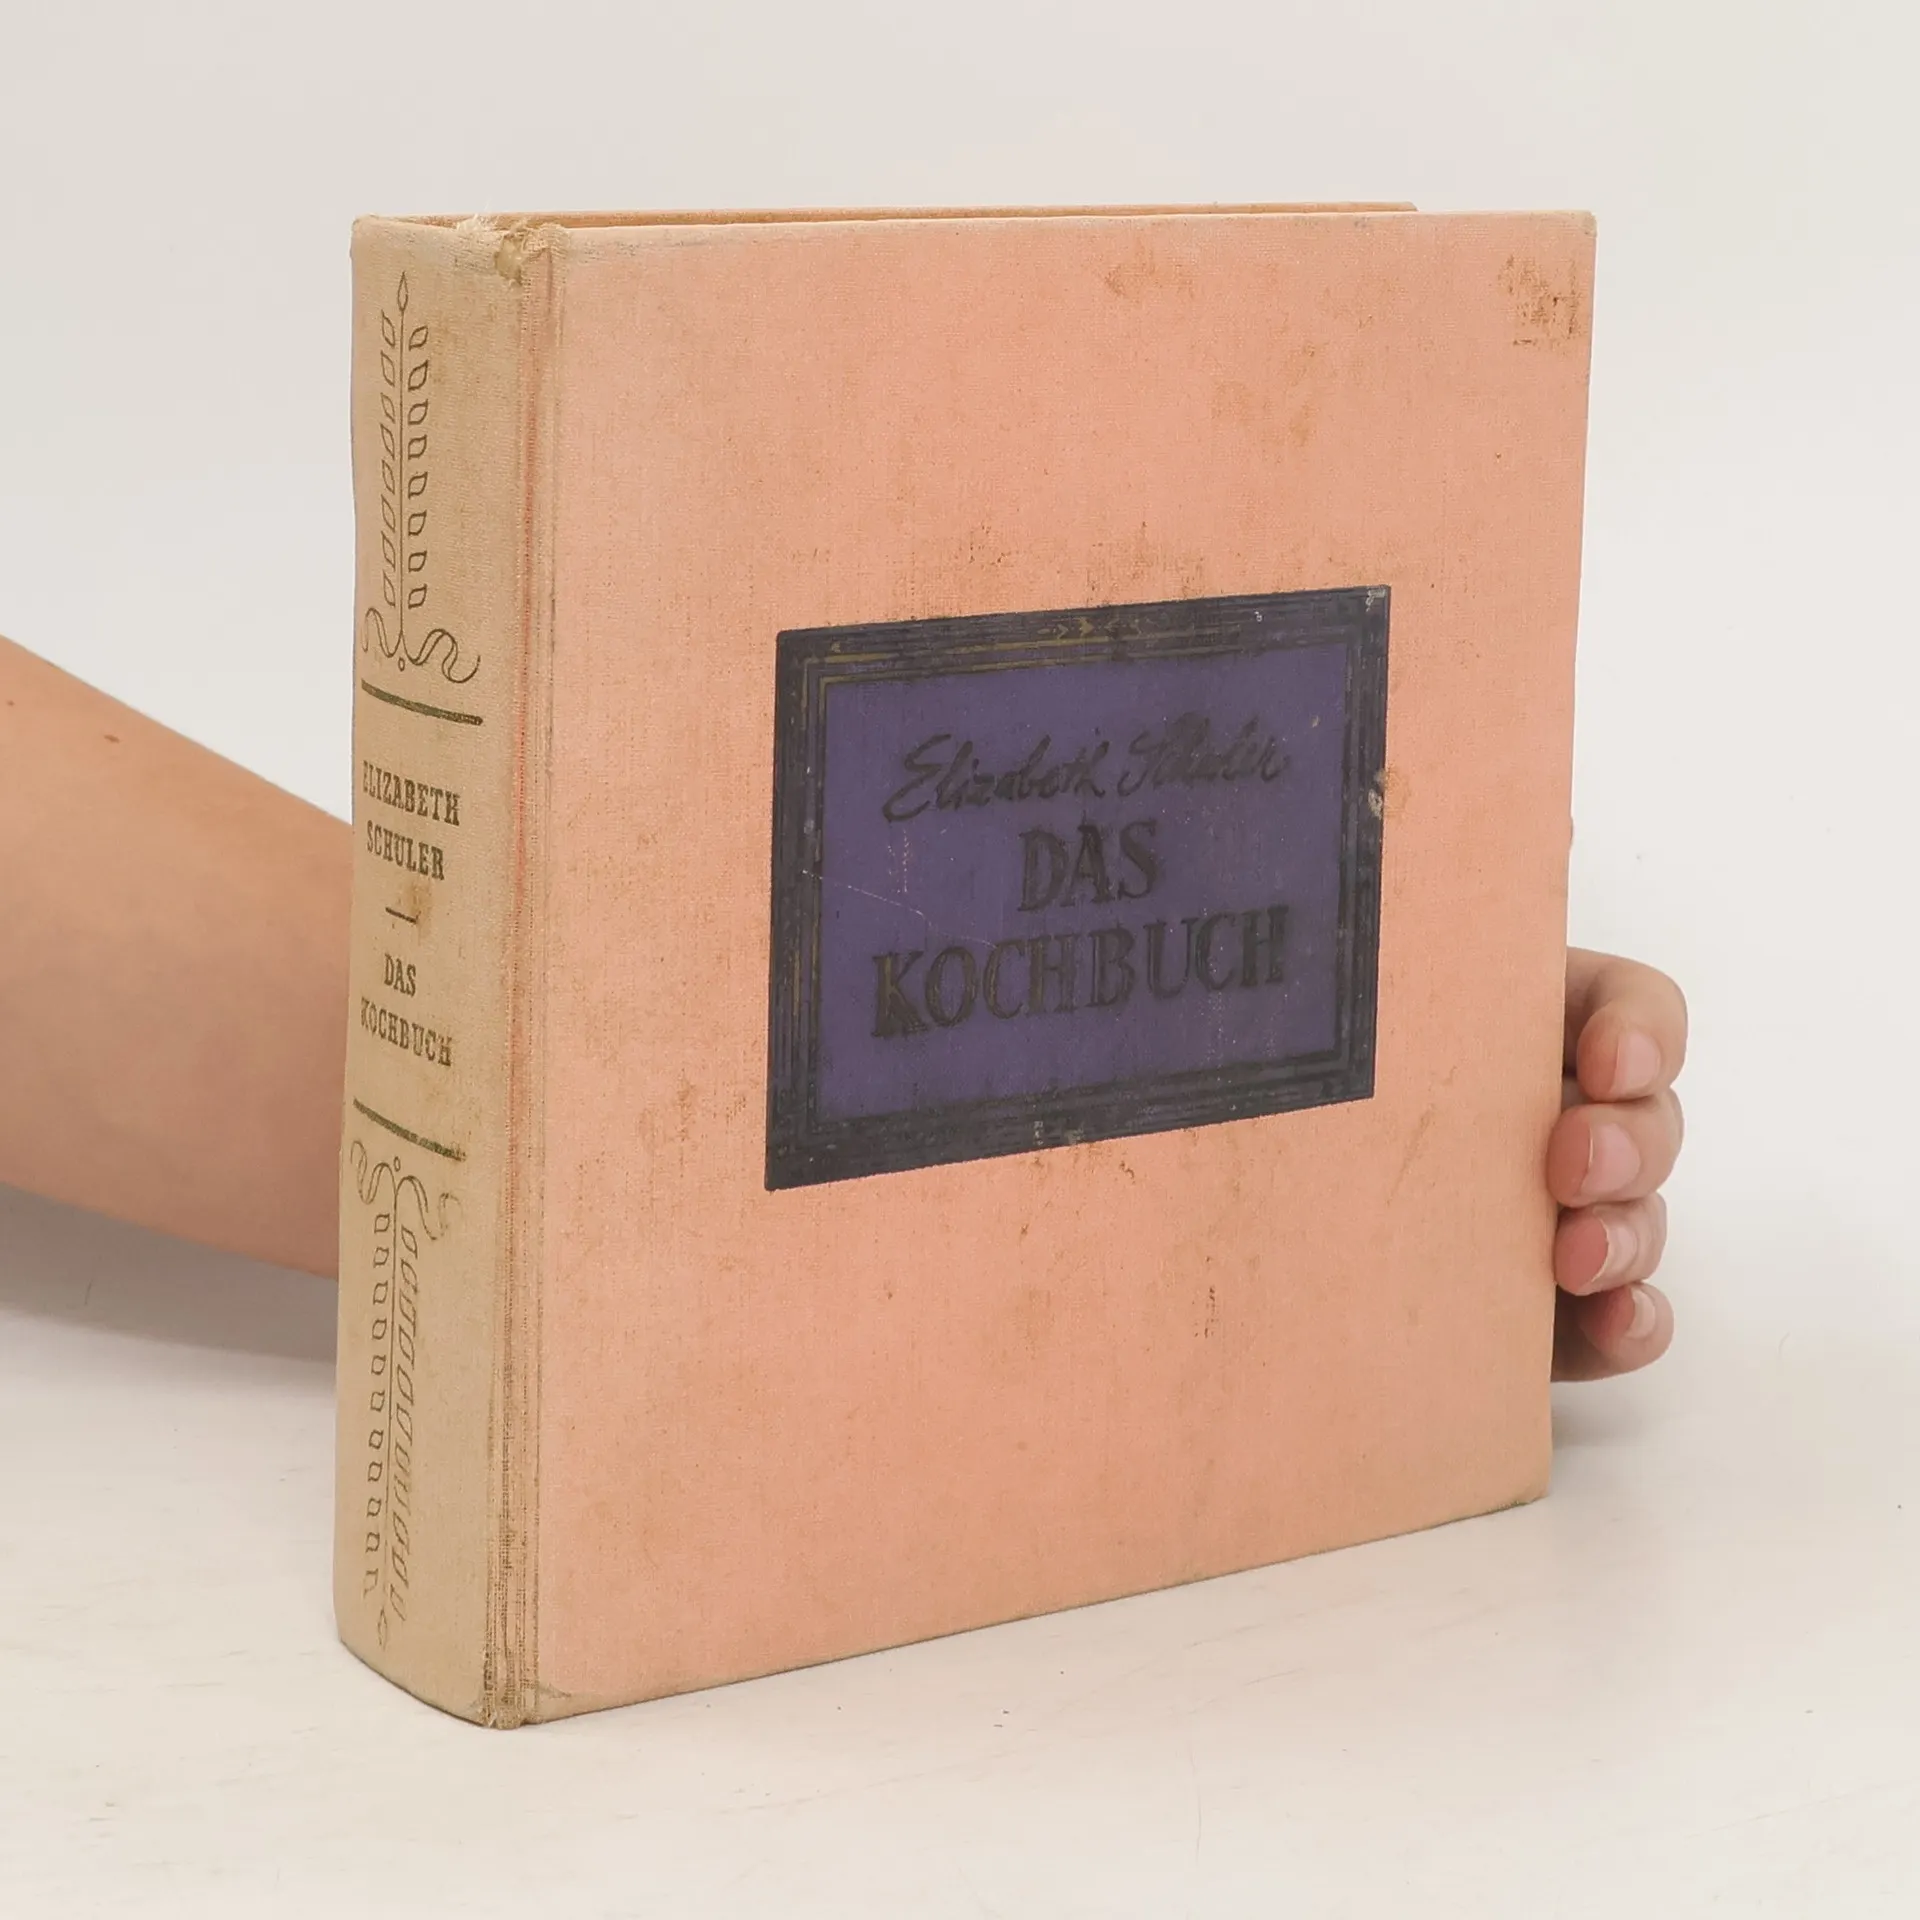 ELIZABETH
SCHULER
—
DAS
KOCHBUCH
Elizabeth Schuler
DAS
KOCHBUCH